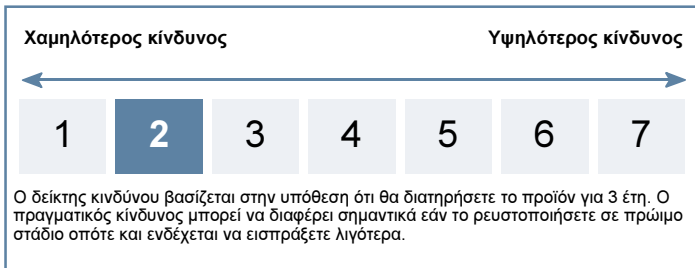 Χαμηλότερος κίνδυνος Υψηλότερος κίνδυνος
1 2 3 4 5 6 7
Ο δείκτης κινδύνου βασίζεται στην υπόθεση ότι θα διατηρήσετε το προϊόν για 3 έτη. Ο
πραγματικός κίνδυνος μπορεί να διαφέρει σημαντικά εάν το ρευστοποιήσετε σε πρώιμο
στάδιο οπότε και ενδέχεται να εισπράξετε λιγότερα.